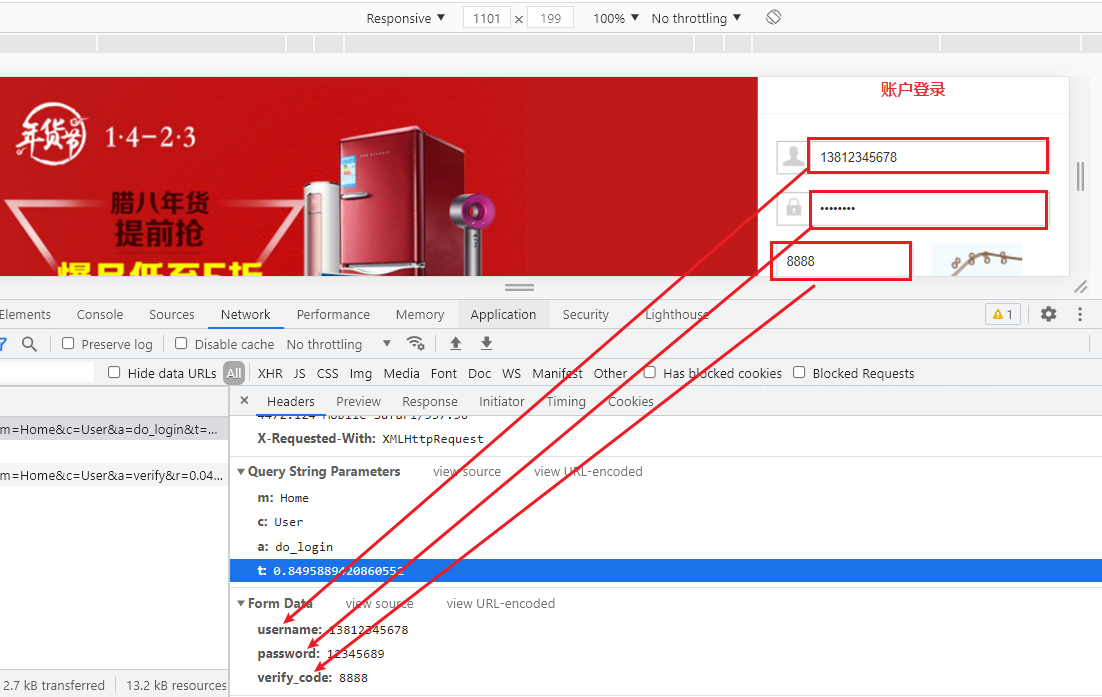 Responsive ▼ 1101 × 199 100% ▼ No throttling ▼
账户登录
年货节 1·4-2·3
13812345678
腊八年货
提前抢
••••••••
爆品低至5折
8888
Elements Console Sources Network Performance Memory Application Security Lighthouse 1
Preserve log Disable cache No throttling ▼
Hide data URLs All XHR JS CSS Img Media Font Doc WS Manifest Other Has blocked cookies Blocked Requests
× Headers Preview Response Initiator Timing Cookies
X-Requested-With: XMLHttpRequest
m=Home&c=User&a=do_login&t=...
m=Home&c=User&a=verify&r=0.04...
Query String Parameters view source view URL-encoded
m: Home
c: User
a: do_login
t: 0.8495889420860552
Form Data view source view URL-encoded
username: 13812345678
password: 12345689
verify_code: 8888
2.7 kB transferred 13.2 kB resources